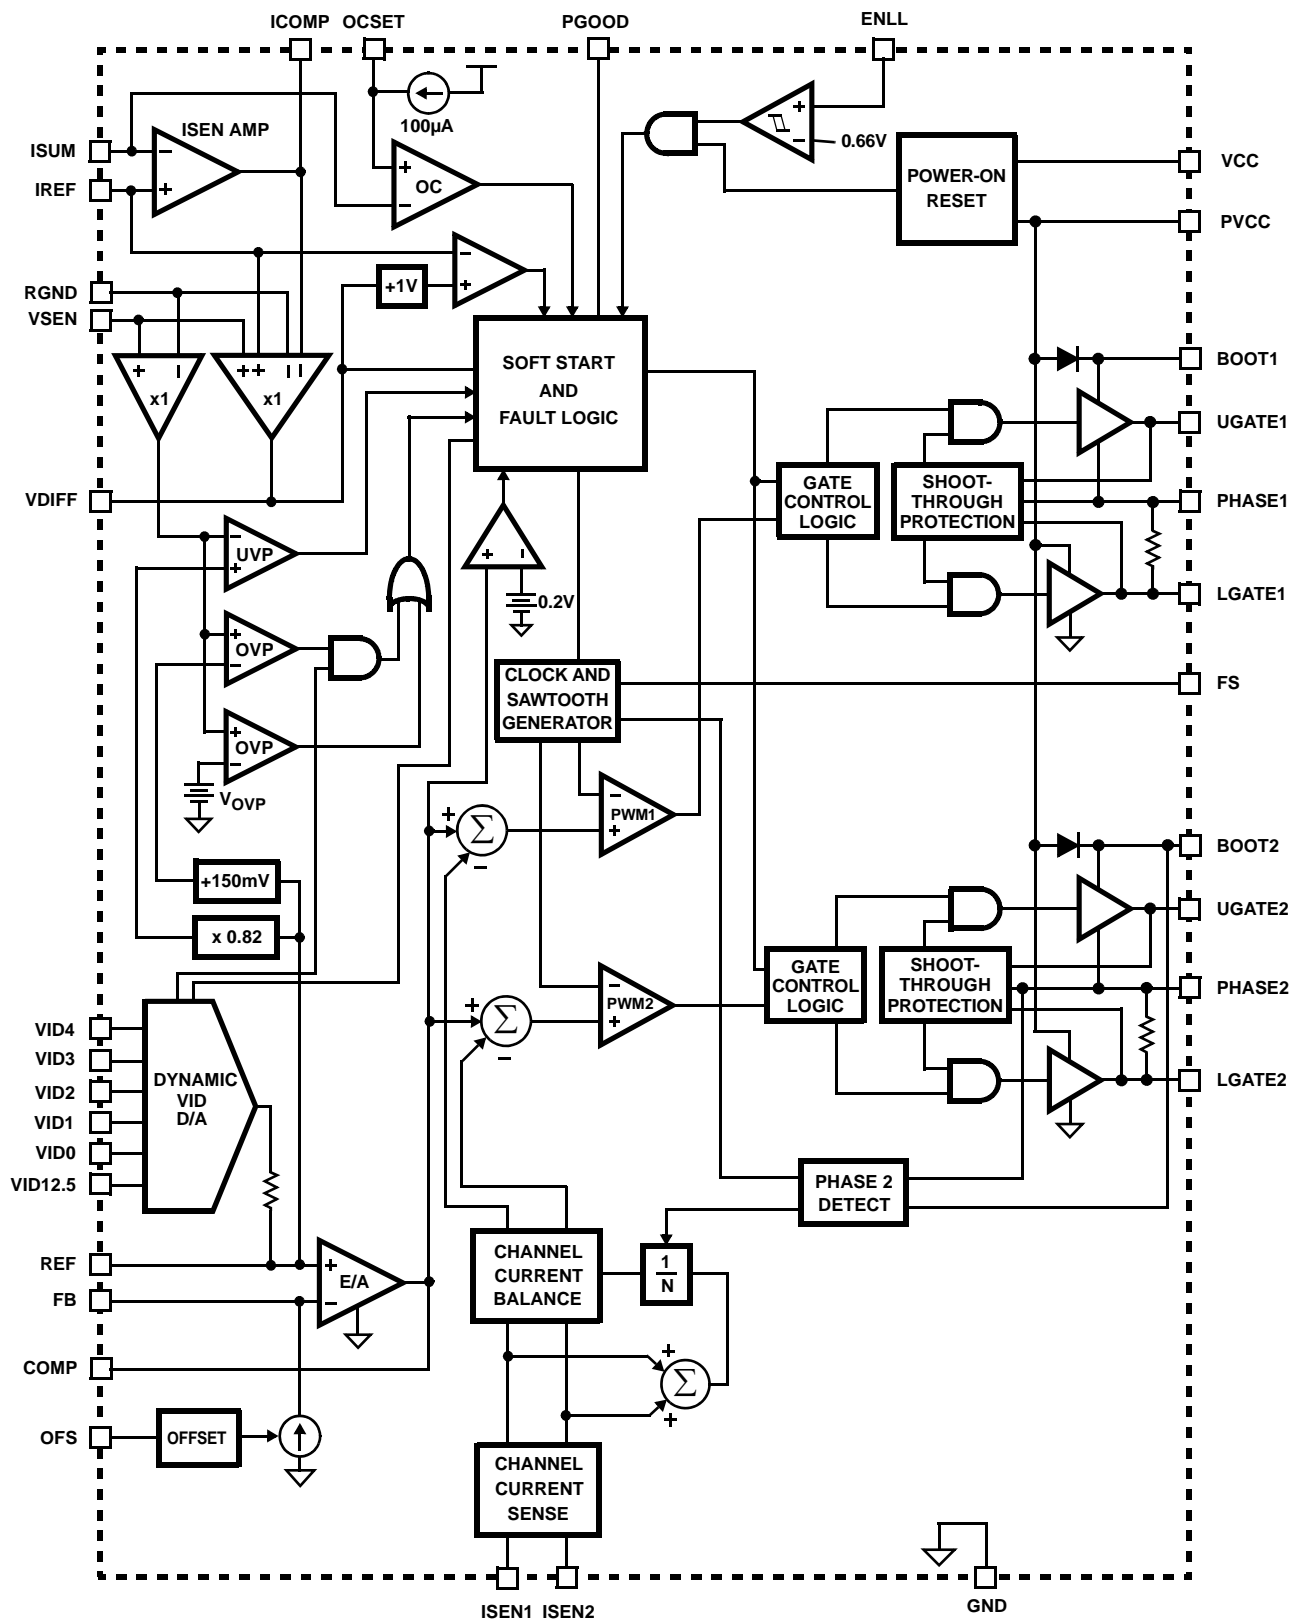 ICOMP OCSET PGOOD ENLL
100µA
ISEN AMP
ISUM
−
IREF
+
+
OC
−
+
−
0.66V
POWER-ON
RESET
VCC
PVCC
−
+
+1V
RGND
VSEN
+ −
x1
+ + − −
x1
SOFT START
AND
FAULT LOGIC
BOOT1
UGATE1
GATE
CONTROL
LOGIC
SHOOT-
THROUGH
PROTECTION
PHASE1
LGATE1
VDIFF
−
UVP
+
+ −
0.2V
+
OVP
−
+
OVP
−
VOVP
CLOCK AND
SAWTOOTH
GENERATOR
FS
−
PWM1
+
+
Σ
−
+150mV
x 0.82
BOOT2
UGATE2
−
PWM2
+
+
Σ
−
GATE
CONTROL
LOGIC
SHOOT-
THROUGH
PROTECTION
PHASE2
LGATE2
VID4
VID3
VID2
VID1
VID0
VID12.5
DYNAMIC
VID
D/A
PHASE 2
DETECT
REF
FB
+
E/A
−
CHANNEL
CURRENT
BALANCE
1
N
COMP
+
Σ
+
OFS
OFFSET
CHANNEL
CURRENT
SENSE
ISEN1 ISEN2
GND